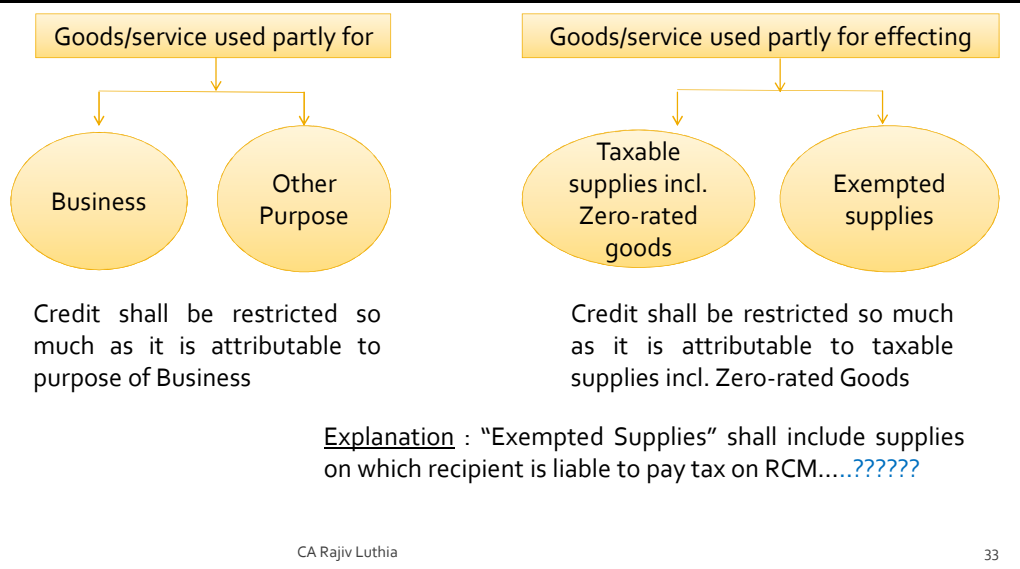 Goods/service used partly for
Business
Other
Purpose
Credit shall be restricted so
much as it is attributable to
purpose of Business
Goods/service used partly for effecting
Taxable
supplies incl.
Zero-rated
goods
Exempted
supplies
Credit shall be restricted so much
as it is attributable to taxable
supplies incl. Zero-rated Goods
Explanation : “Exempted Supplies” shall include supplies
on which recipient is liable to pay tax on RCM.....??????
CA Rajiv Luthia
33